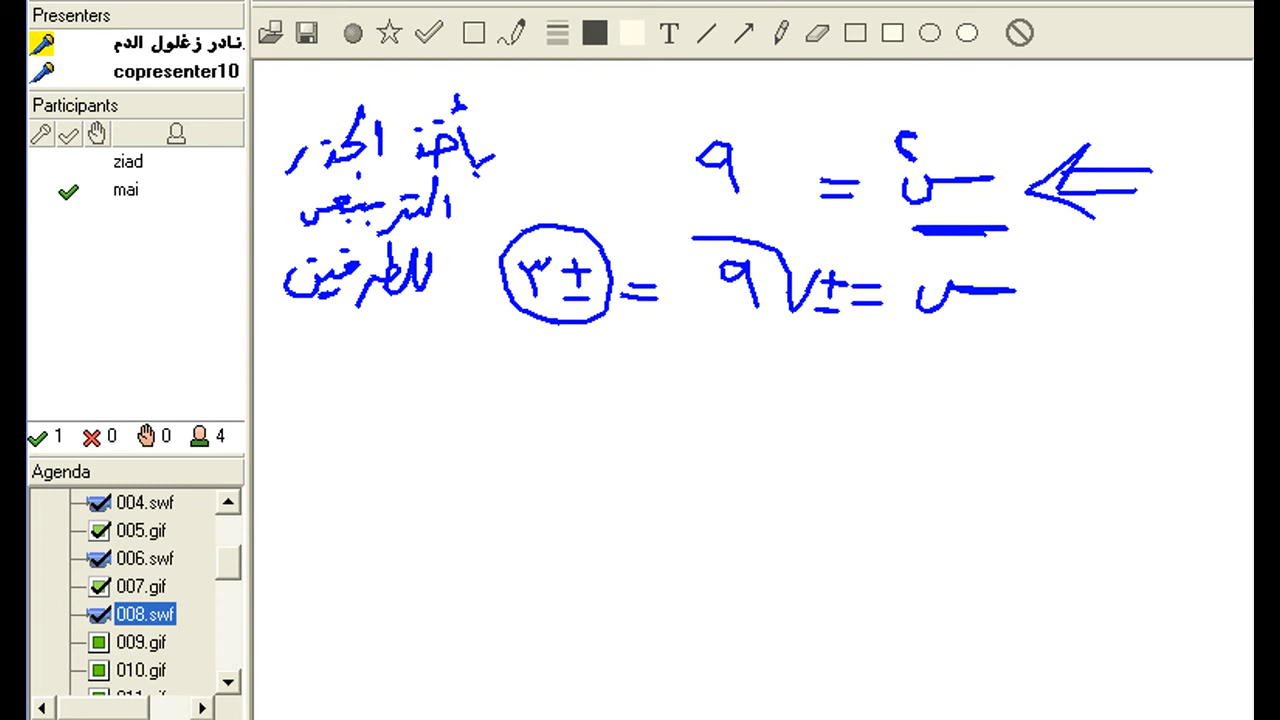 Presenters
نادر زغلول الدم
copresenter10
Participants
ziad
mai
1 0 0 4
Agenda
004.swf
005.gif
006.swf
007.gif
008.swf
009.gif
010.gif
T
س٢ = ٩
س = ±√٩ = ±٣
بأخذ الجذر
التربيعى
للطرفين